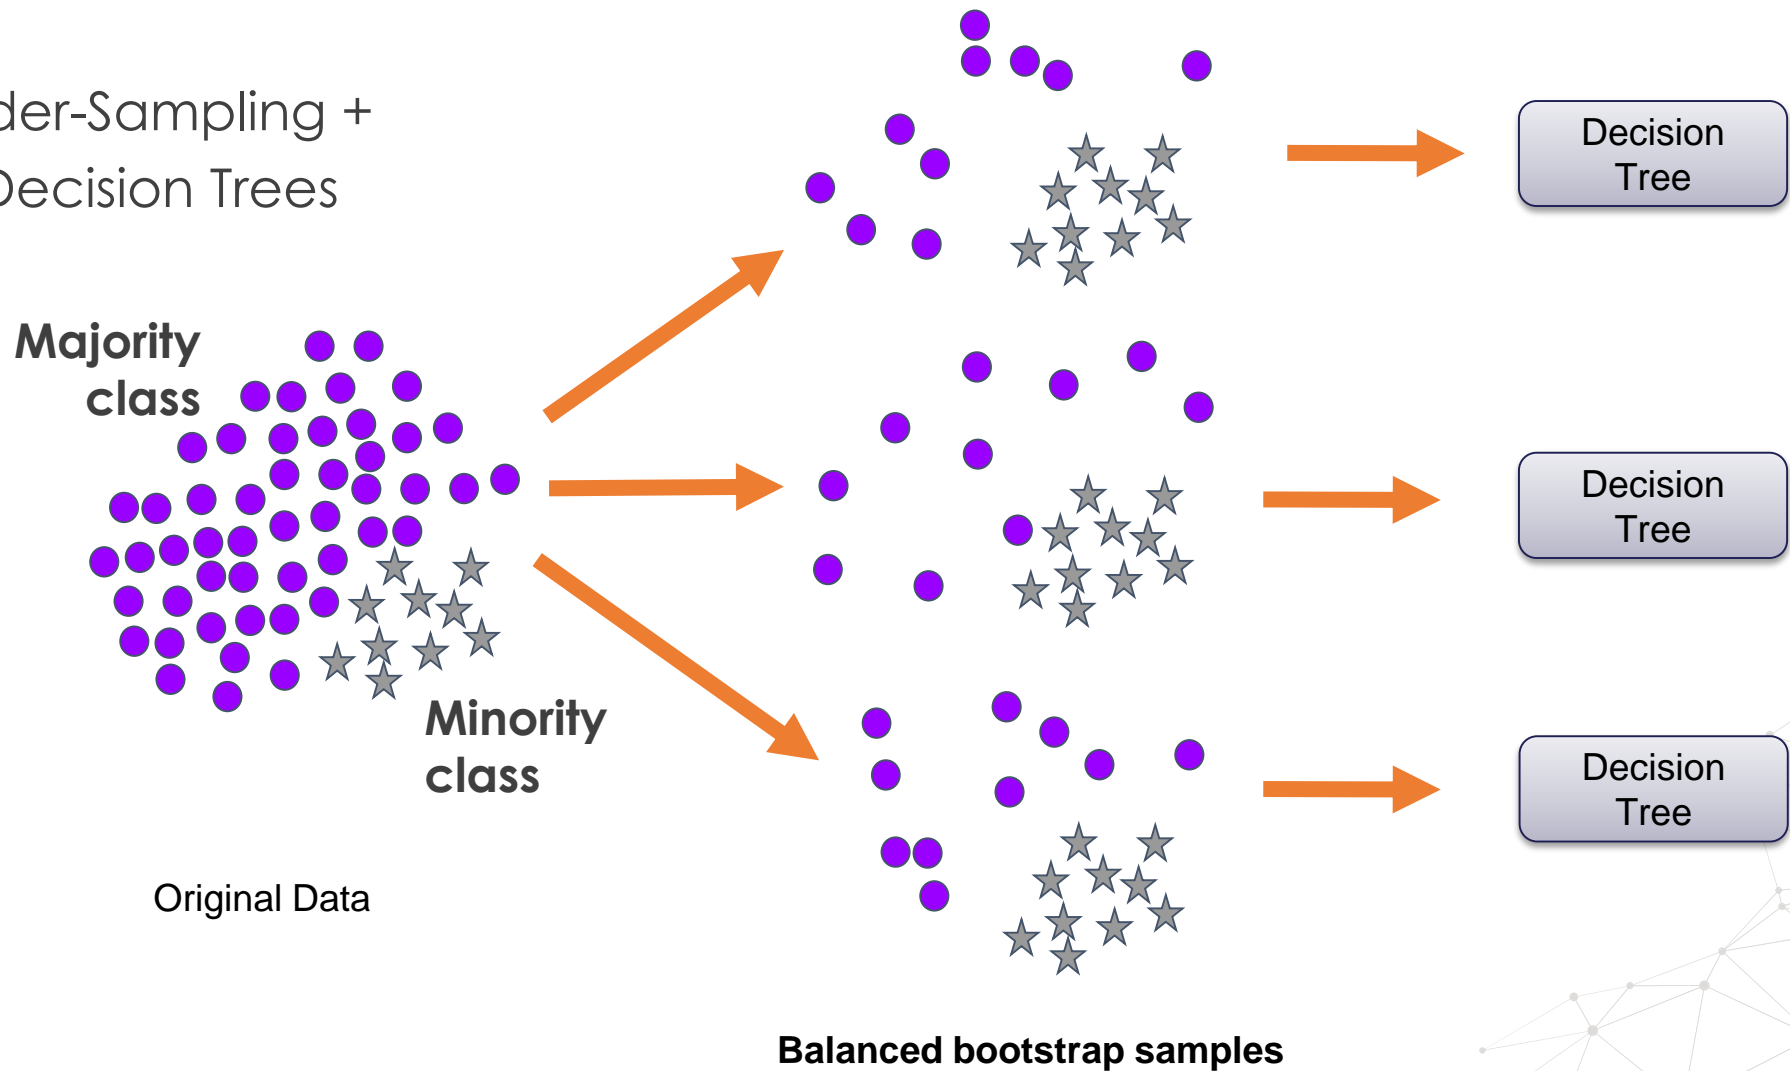 der-Sampling +
Decision Trees
Majority
class
Minority
class
Original Data
Balanced bootstrap samples
Decision
Tree
Decision
Tree
Decision
Tree